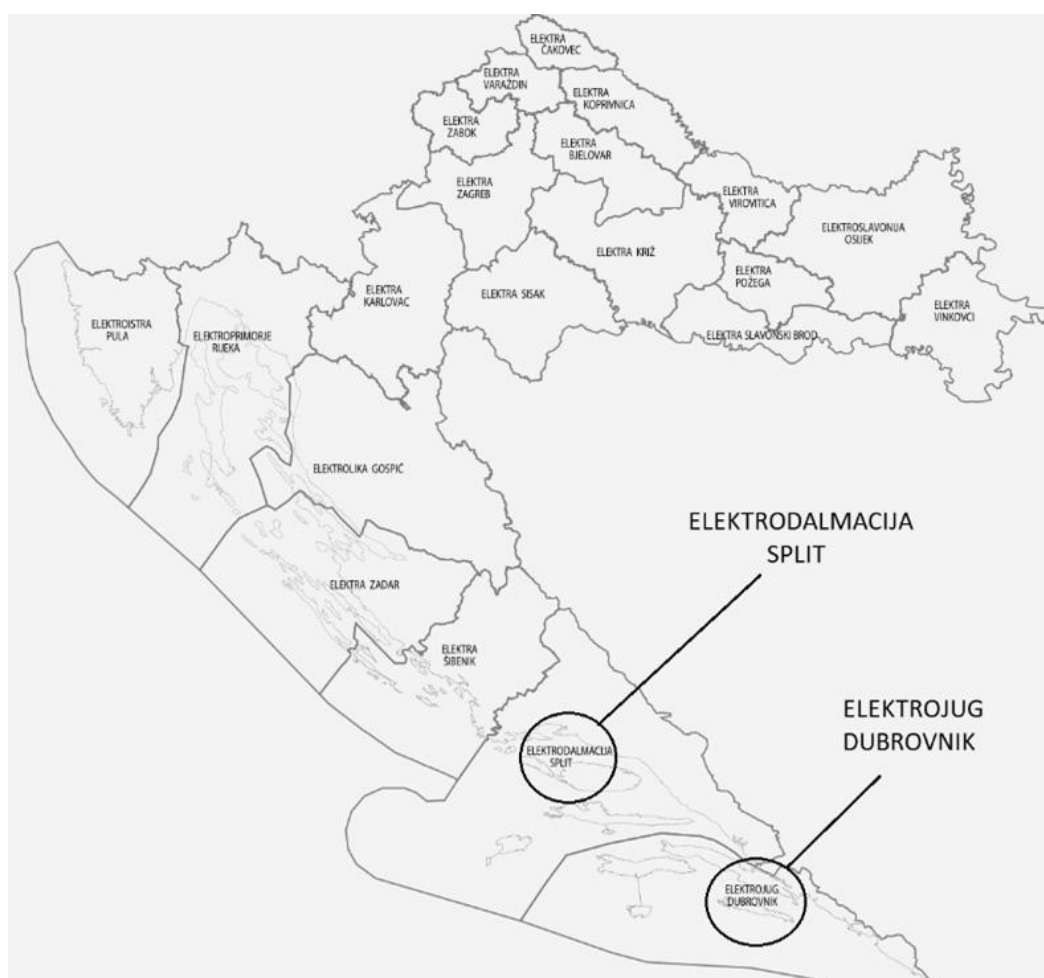 ELEKTRA
ČAKOVEC
ELEKTRA
VARAŽDIN
ELEKTRA
KOPRIVNICA
ELEKTRA
ZABOK
ELEKTRA
BJELOVAR
ELEKTRA
ZAGREB
ELEKTRA
VIROVITICA
ELEKTROSLAVONIJA
OSIJEK
ELEKTRA KRIŽ
ELEKTRA
POŽEGA
ELEKTRA
KARLOVAC
ELEKTRA SISAK
ELEKTRA
VINKOVCI
ELEKTROISTRA
PULA
ELEKTROPRIMORJE
RIJEKA
ELEKTRA SLAVONSKI BROD
ELEKTROLIKA GOSPIĆ
ELEKTRODALMACIJA
SPLIT
ELEKTRA ZADAR
ELEKTRA
ŠIBENIK
ELEKTROJUG
DUBROVNIK
ELEKTRODALMACIJA
SPLIT
ELEKTROJUG
DUBROVNIK